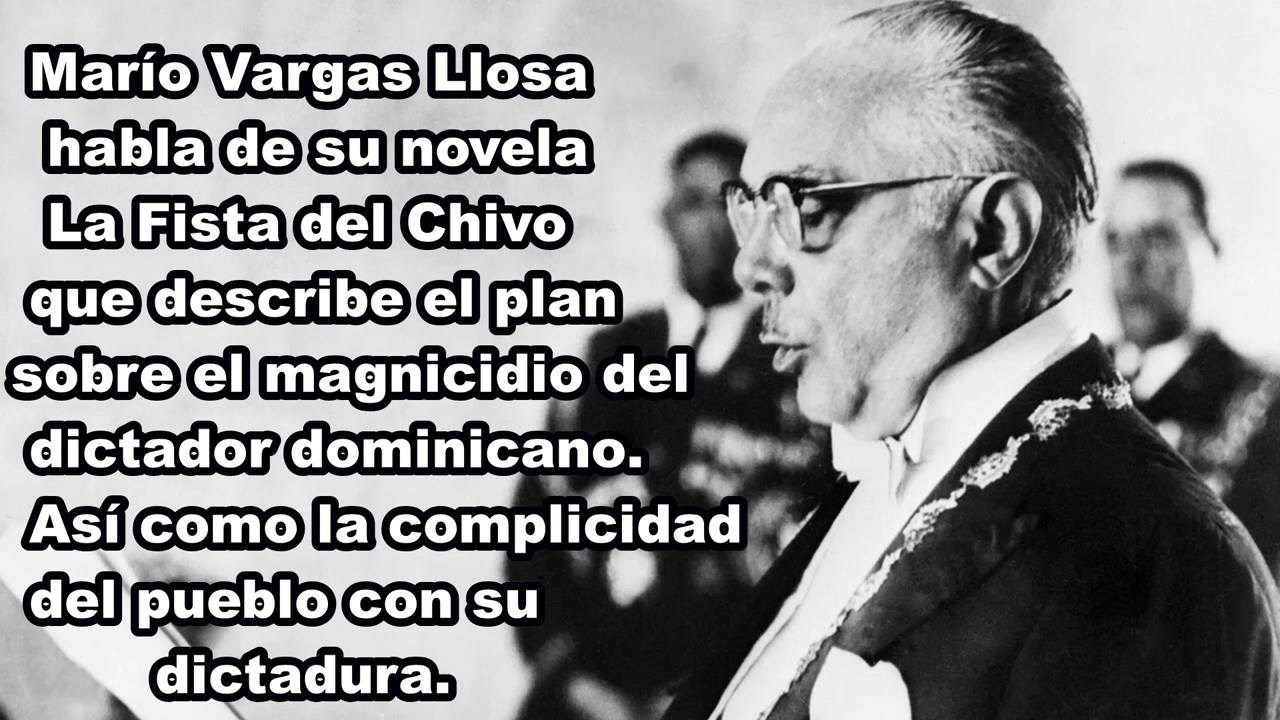 Marío Vargas Llosa
habla de su novela
La Fista del Chivo
que describe el plan
sobre el magnicidio del
dictador dominicano.
Así como la complicidad
del pueblo con su
dictadura.